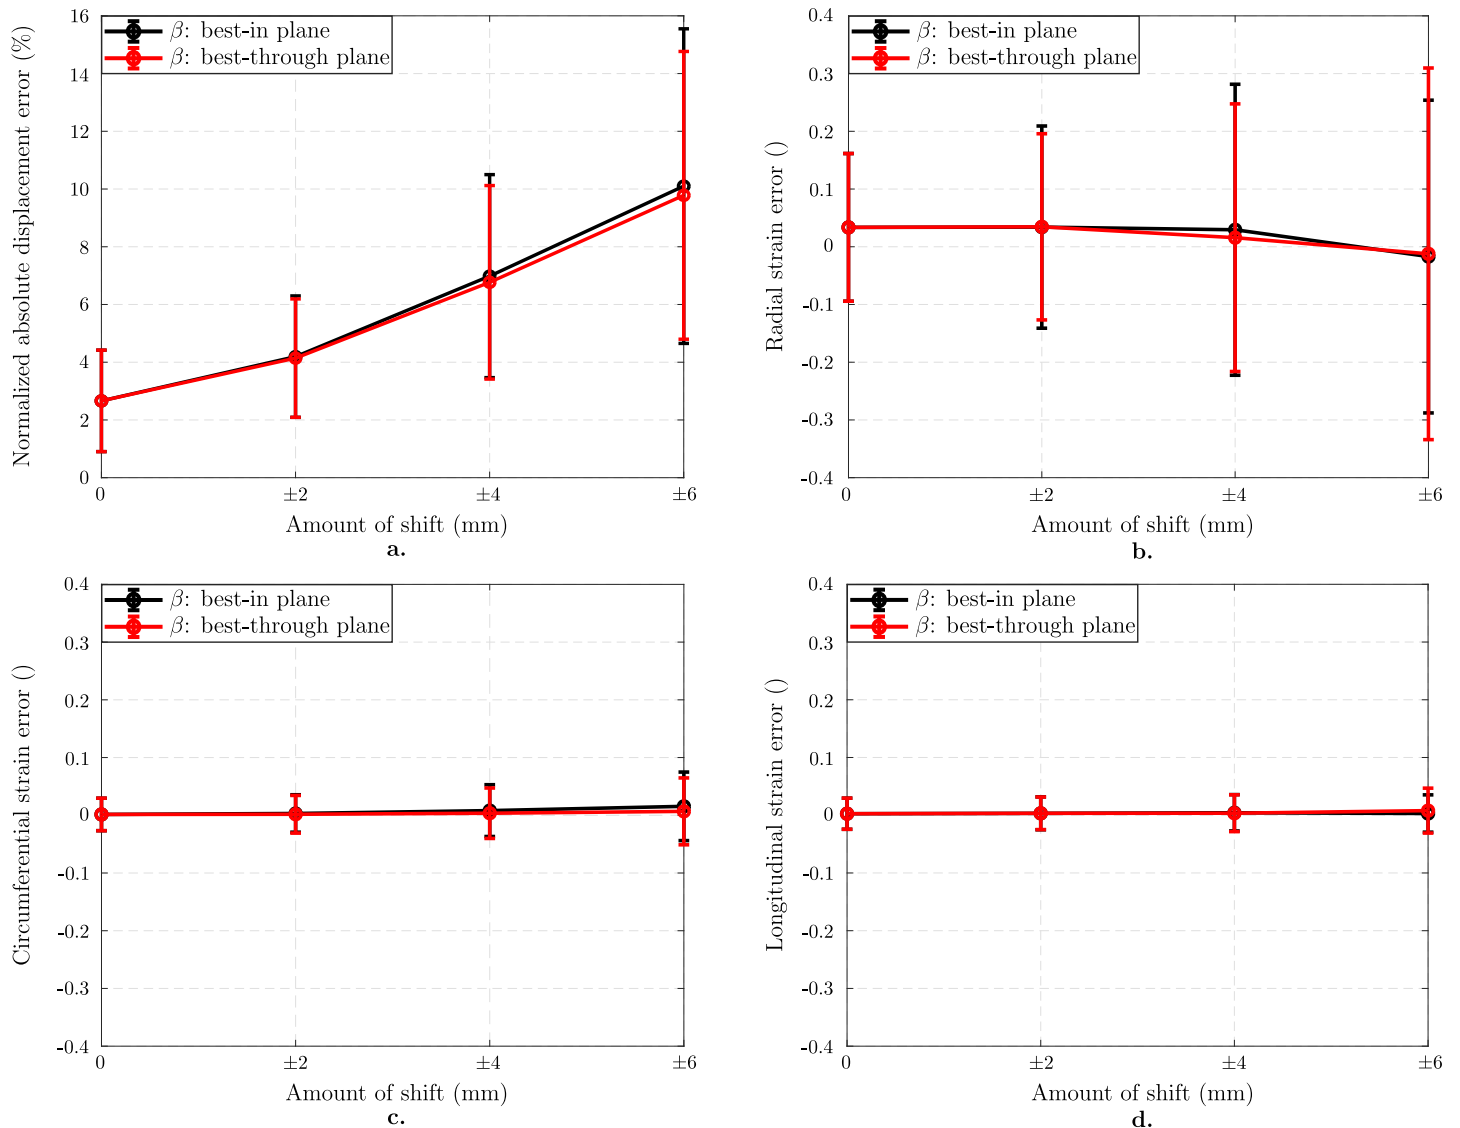 Normalized absolute displacement error (%)
16
14
12
10
8
6
4
2
0
β: best-in plane
β: best-through plane
0 ±2 ±4 ±6
Amount of shift (mm)
a.
Radial strain error ()
0.4
0.3
0.2
0.1
0
-0.1
-0.2
-0.3
-0.4
β: best-in plane
β: best-through plane
0 ±2 ±4 ±6
Amount of shift (mm)
b.
Circumferential strain error ()
0.4
0.3
0.2
0.1
0
-0.1
-0.2
-0.3
-0.4
β: best-in plane
β: best-through plane
0 ±2 ±4 ±6
Amount of shift (mm)
c.
Longitudinal strain error ()
0.4
0.3
0.2
0.1
0
-0.1
-0.2
-0.3
-0.4
β: best-in plane
β: best-through plane
0 ±2 ±4 ±6
Amount of shift (mm)
d.